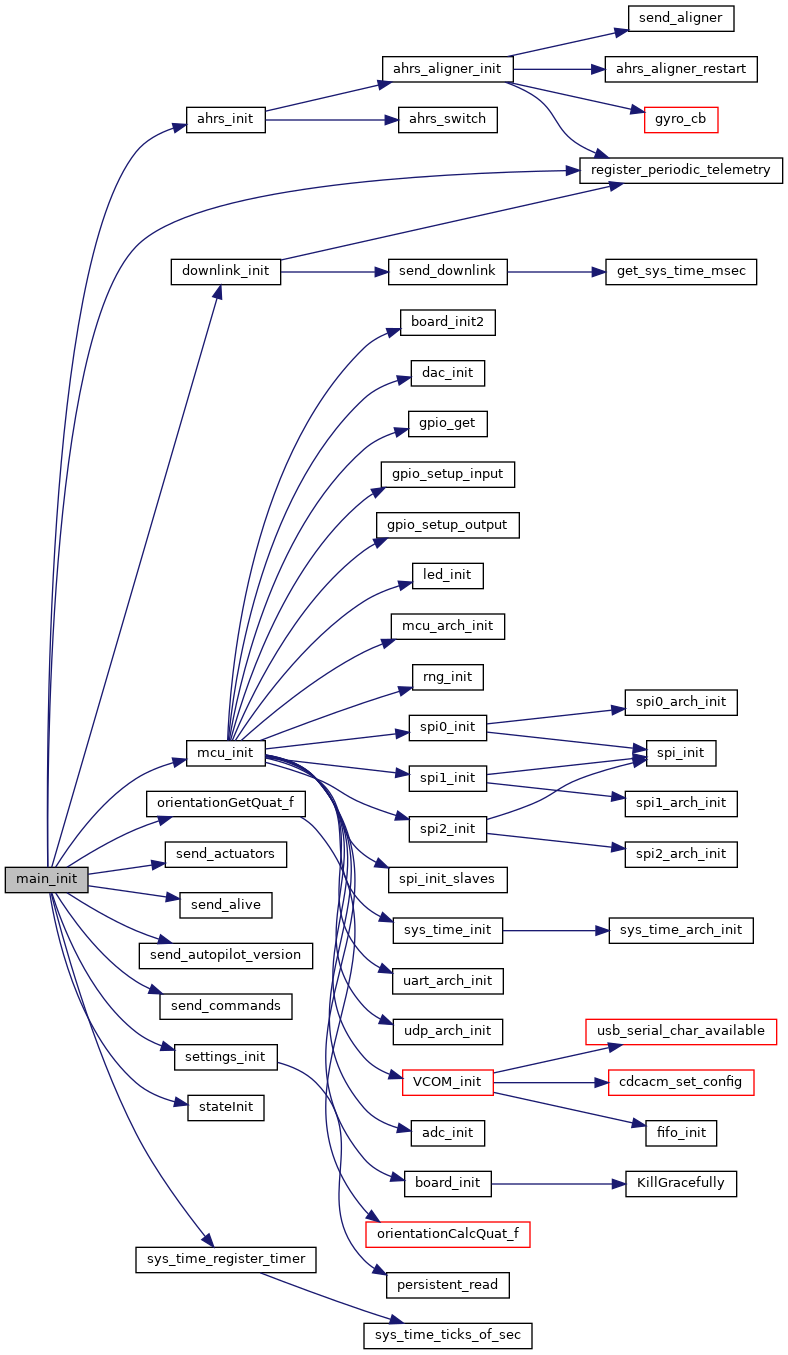 send_aligner
ahrs_aligner_init
ahrs_aligner_restart
ahrs_init
ahrs_switch
gyro_cb
register_periodic_telemetry
downlink_init
send_downlink
get_sys_time_msec
board_init2
dac_init
gpio_get
gpio_setup_input
gpio_setup_output
led_init
mcu_arch_init
rng_init
spi0_arch_init
spi0_init
mcu_init
spi_init
spi1_init
orientationGetQuat_f
spi1_arch_init
spi2_init
send_actuators
spi2_arch_init
main_init
spi_init_slaves
send_alive
sys_time_init
sys_time_arch_init
send_autopilot_version
uart_arch_init
send_commands
udp_arch_init
usb_serial_char_available
settings_init
VCOM_init
cdcacm_set_config
stateInit
adc_init
fifo_init
board_init
KillGracefully
orientationCalcQuat_f
sys_time_register_timer
persistent_read
sys_time_ticks_of_sec